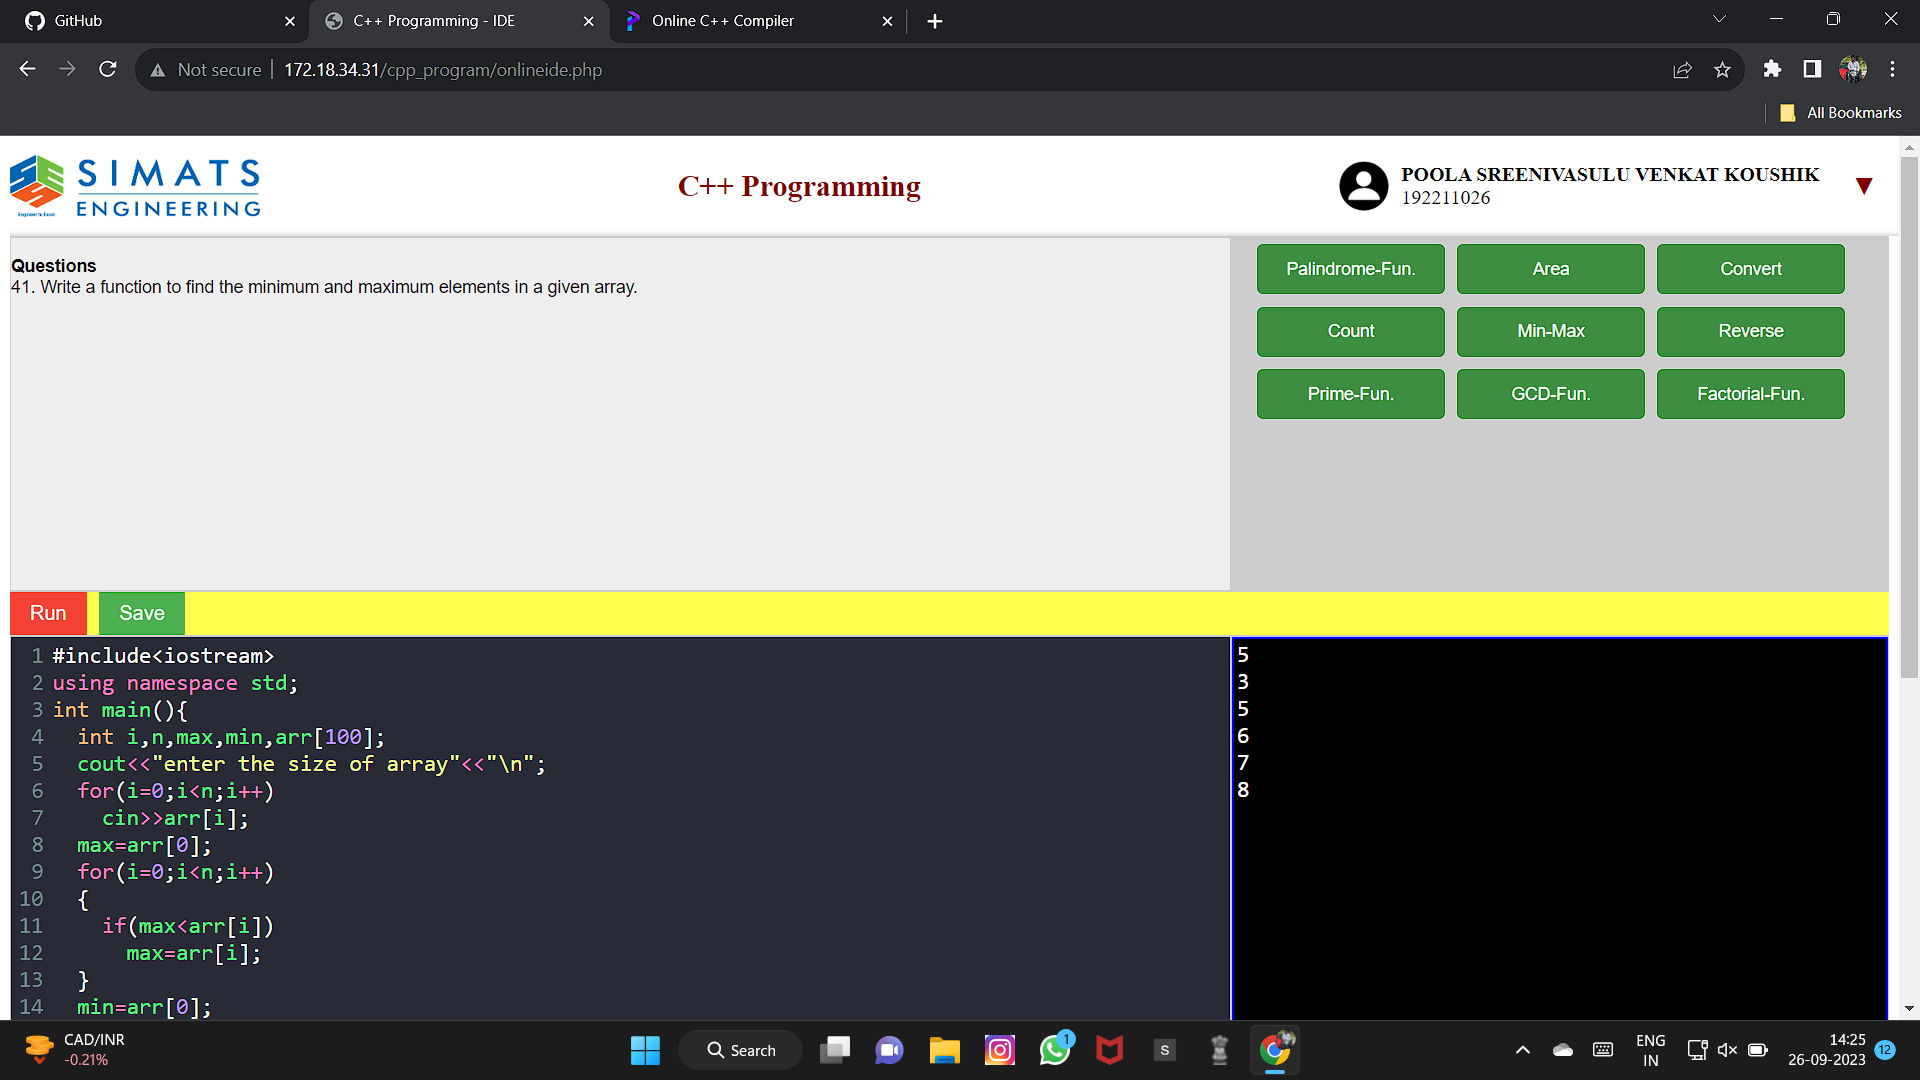 GitHub
C++ Programming - IDE
Online C++ Compiler
Not secure
172.18.34.31/cpp_program/onlineide.php
All Bookmarks
SIMATS
ENGINEERING
Engineer to Excel
C++ Programming
POOLA SREENIVASULU VENKAT KOUSHIK
192211026
Questions
41. Write a function to find the minimum and maximum elements in a given array.
Palindrome-Fun.
Area
Convert
Count
Min-Max
Reverse
Prime-Fun.
GCD-Fun.
Factorial-Fun.
Run
Save
1 #include<iostream>
2 using namespace std;
3 int main(){
4 int i,n,max,min,arr[100];
5 cout<<"enter the size of array"<<"\n";
6 for(i=0;i<n;i++)
7 cin>>arr[i];
8 max=arr[0];
9 for(i=0;i<n;i++)
10 {
11 if(max<arr[i])
12 max=arr[i];
13 }
14 min=arr[0];
5
3
5
6
7
8
CAD/INR
-0.21%
Search
1
S
ENG
IN
14:25
26-09-2023
12